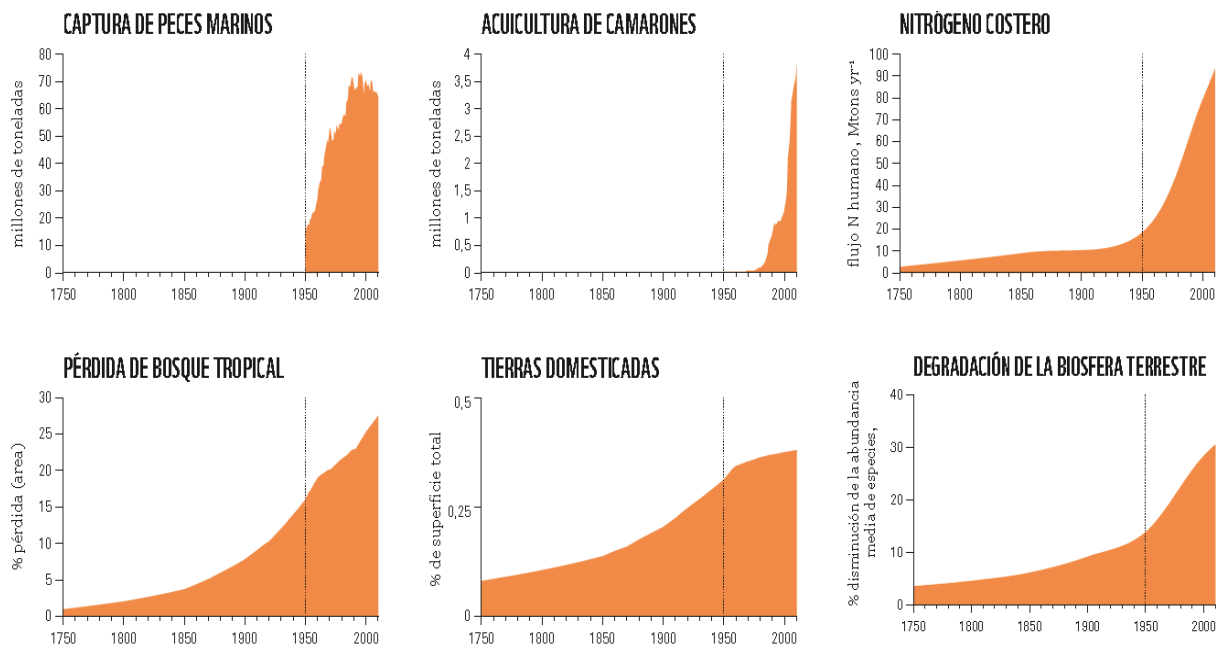 CAPTURA DE PECES MARINOS
millones de toneladas
80
70
60
50
40
30
20
10
0
1750 1800 1850 1900 1950 2000
ACUICULTURA DE CAMARONES
millones de toneladas
4
3,5
3
2,5
2
1,5
1
0,5
0
1750 1800 1850 1900 1950 2000
NITRÓGENO COSTERO
flujo N humano, Mtons yr⁻¹
100
90
80
70
60
50
40
30
20
10
0
1750 1800 1850 1900 1950 2000
PÉRDIDA DE BOSQUE TROPICAL
% pérdida (area)
30
25
20
15
10
5
0
1750 1800 1850 1900 1950 2000
TIERRAS DOMESTICADAS
% de superficie total
0,5
0,25
0
1750 1800 1850 1900 1950 2000
DEGRADACIÓN DE LA BIOSFERA TERRESTRE
% disminución de la abundancia
media de especies,
40
30
20
10
0
1750 1800 1850 1900 1950 2000